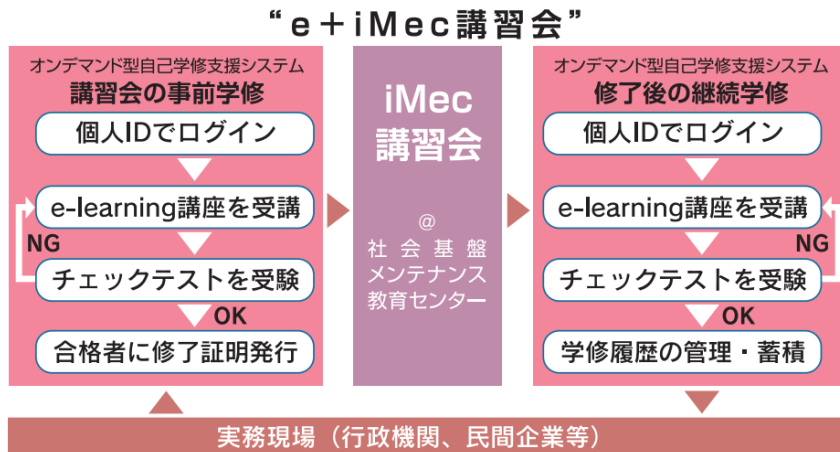 “e＋iMec講習会”
オンデマンド型自己学修支援システム
講習会の事前学修
個人IDでログイン
e-learning講座を受講
NG
チェックテストを受験
OK
合格者に修了証明発行
iMec
講習会
@
社会基盤
メンテナンス
教育センター
オンデマンド型自己学修支援システム
修了後の継続学修
個人IDでログイン
e-learning講座を受講
NG
チェックテストを受験
OK
学修履歴の管理・蓄積
実務現場（行政機関、民間企業等）